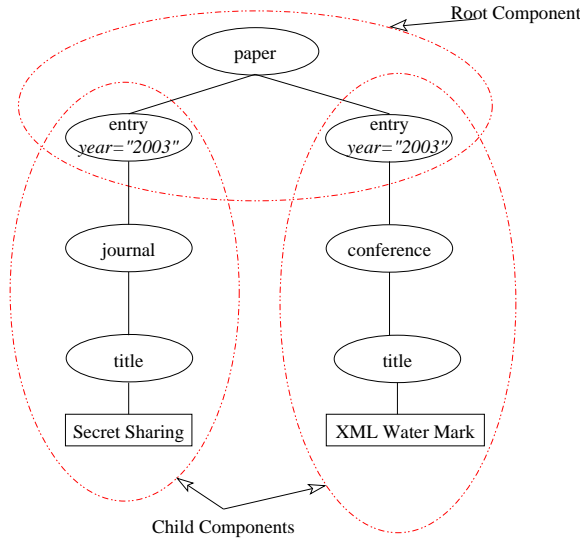 Root Component
paper
entry
year="2003"
entry
year="2003"
journal
conference
title
title
Secret Sharing
XML Water Mark
Child Components